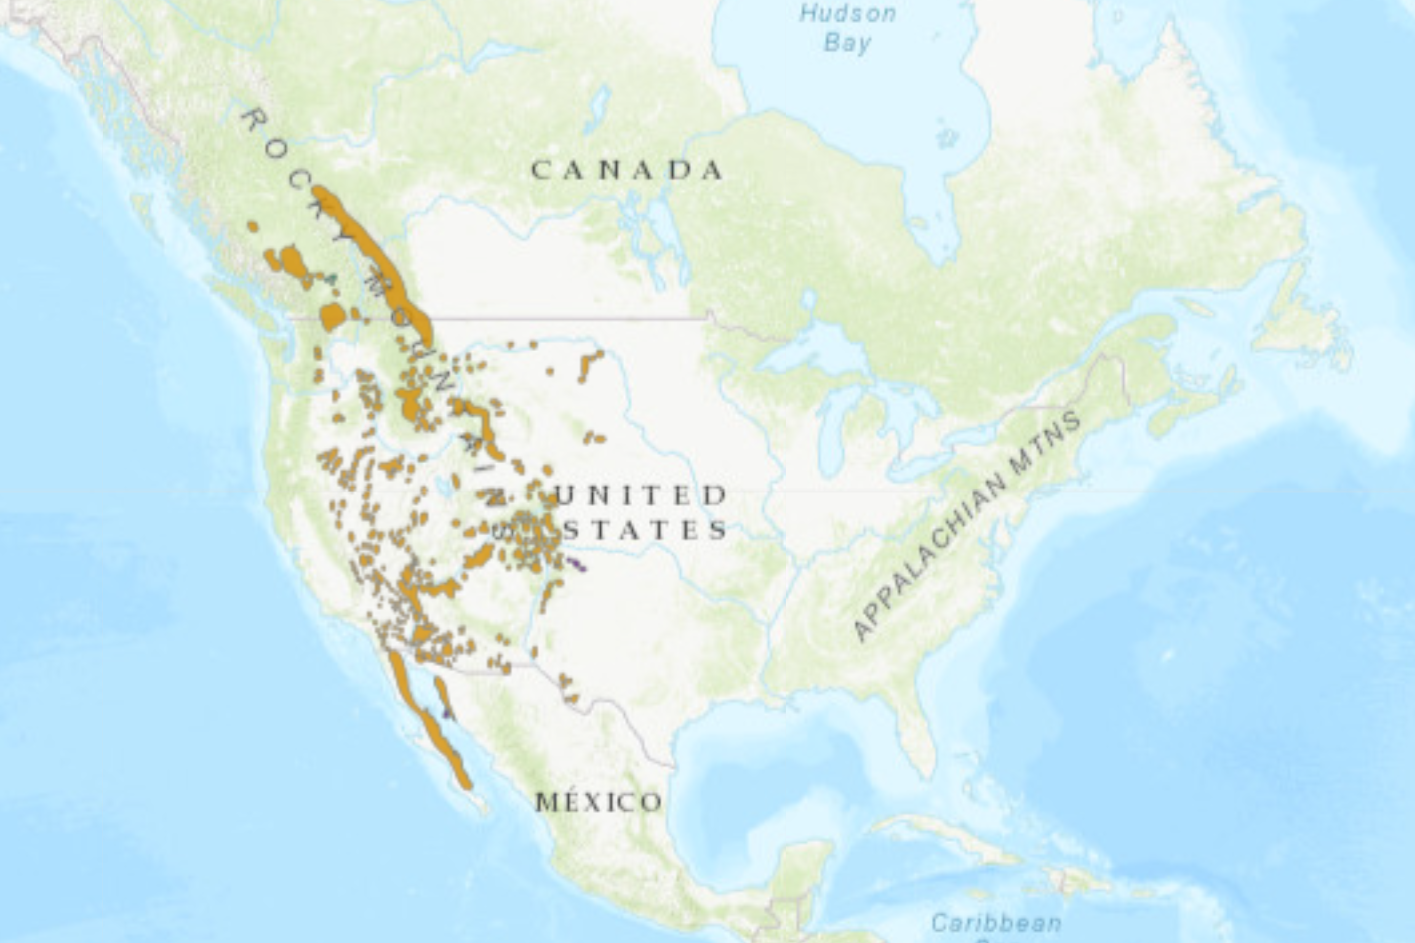 Hudson
Bay
ROCKY MOUNTAINS
CANADA
UNITED
STATES
APPALACHIAN MTNS
MÉXICO
Caribbean